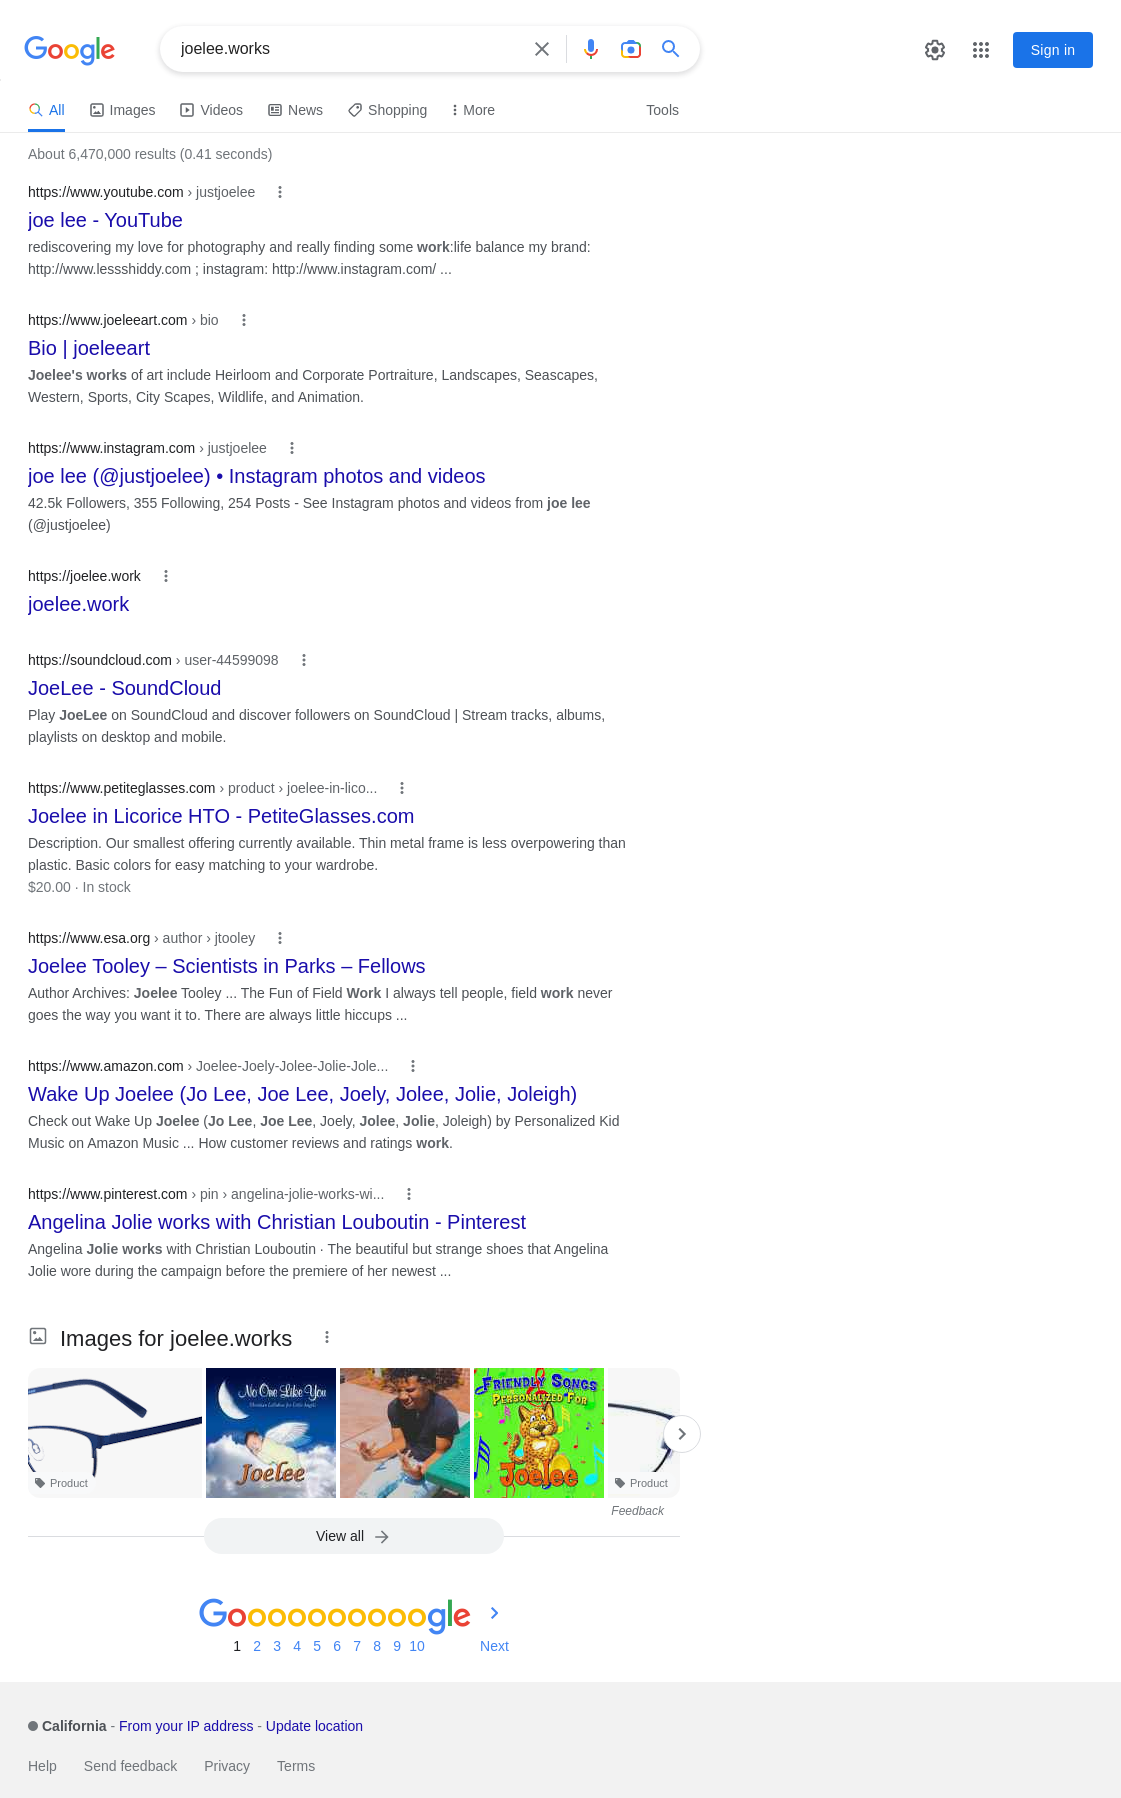 Google
joelee.works
Sign in
All
Images
Videos
News
Shopping
More
Tools
About 6,470,000 results (0.41 seconds)
https://www.youtube.com › justjoelee
joe lee - YouTube
rediscovering my love for photography and really finding some work:life balance my brand:
http://www.lessshiddy.com ; instagram: http://www.instagram.com/ ...
https://www.joeleeart.com › bio
Bio | joeleeart
Joelee's works of art include Heirloom and Corporate Portraiture, Landscapes, Seascapes,
Western, Sports, City Scapes, Wildlife, and Animation.
https://www.instagram.com › justjoelee
joe lee (@justjoelee) • Instagram photos and videos
42.5k Followers, 355 Following, 254 Posts - See Instagram photos and videos from joe lee
(@justjoelee)
https://joelee.work
joelee.work
https://soundcloud.com › user-44599098
JoeLee - SoundCloud
Play JoeLee on SoundCloud and discover followers on SoundCloud | Stream tracks, albums,
playlists on desktop and mobile.
https://www.petiteglasses.com › product › joelee-in-lico...
Joelee in Licorice HTO - PetiteGlasses.com
Description. Our smallest offering currently available. Thin metal frame is less overpowering than
plastic. Basic colors for easy matching to your wardrobe.
$20.00 · In stock
https://www.esa.org › author › jtooley
Joelee Tooley – Scientists in Parks – Fellows
Author Archives: Joelee Tooley ... The Fun of Field Work I always tell people, field work never
goes the way you want it to. There are always little hiccups ...
https://www.amazon.com › Joelee-Joely-Jolee-Jolie-Jole...
Wake Up Joelee (Jo Lee, Joe Lee, Joely, Jolee, Jolie, Joleigh)
Check out Wake Up Joelee (Jo Lee, Joe Lee, Joely, Jolee, Jolie, Joleigh) by Personalized Kid
Music on Amazon Music ... How customer reviews and ratings work.
https://www.pinterest.com › pin › angelina-jolie-works-wi...
Angelina Jolie works with Christian Louboutin - Pinterest
Angelina Jolie works with Christian Louboutin · The beautiful but strange shoes that Angelina
Jolie wore during the campaign before the premiere of her newest ...
Images for joelee.works
No One Like You
Joelee
FRIENDLY SONGS
PERSONALIZED FOR
Joelee
Product
Product
Feedback
View all
Goooooooooogle
1 2 3 4 5 6 7 8 9 10 Next
California - From your IP address - Update location
Help Send feedback Privacy Terms